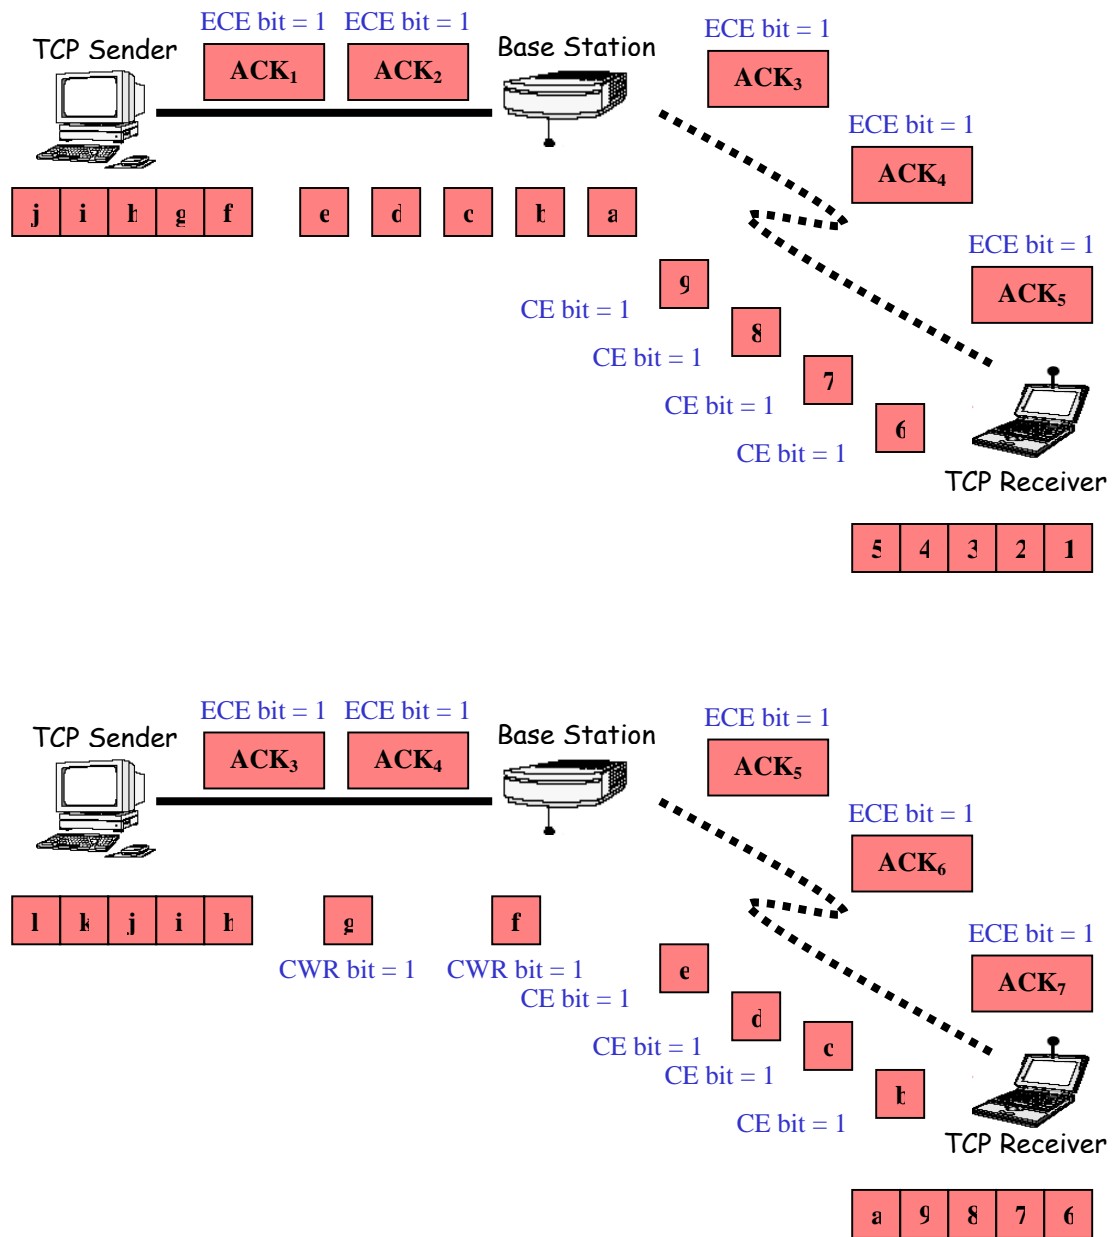 ECE bit = 1 ECE bit = 1
TCP Sender
Base Station
ECE bit = 1
ACK1 ACK2
ACK3
ECE bit = 1
ACK4
j i h g f e d c b a
ECE bit = 1
ACK5
9
CE bit = 1
8
CE bit = 1
7
CE bit = 1
6
CE bit = 1
TCP Receiver
5 4 3 2 1
ECE bit = 1 ECE bit = 1
TCP Sender
Base Station
ECE bit = 1
ACK3 ACK4
ACK5
ECE bit = 1
ACK6
l k j i h g f
ECE bit = 1
CWR bit = 1 CWR bit = 1
e
ACK7
CE bit = 1
d
CE bit = 1
c
CE bit = 1
b
CE bit = 1
TCP Receiver
a 9 8 7 6